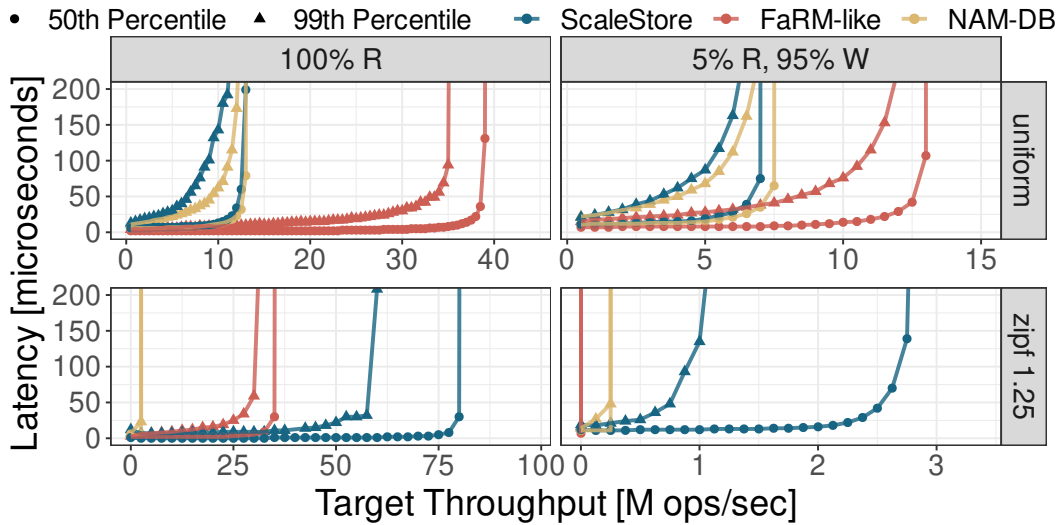 50th Percentile 99th Percentile ScaleStore FaRM-like NAM-DB
100% R 5% R, 95% W
Latency [microseconds]
200
150
100
50
0
0 10 20 30 40
0 5 10 15
uniform
200
150
100
50
0
0 25 50 75 100
0 1 2 3
zipf 1.25
Target Throughput [M ops/sec]